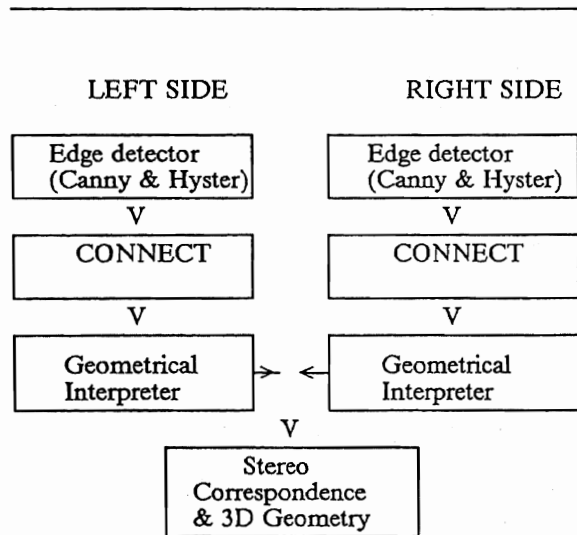 LEFT SIDE RIGHT SIDE
Edge detector
(Canny & Hyster)
Edge detector
(Canny & Hyster)
V V
CONNECT CONNECT
V V
Geometrical
Interpreter
Geometrical
Interpreter
V
Stereo
Correspondence
& 3D Geometry